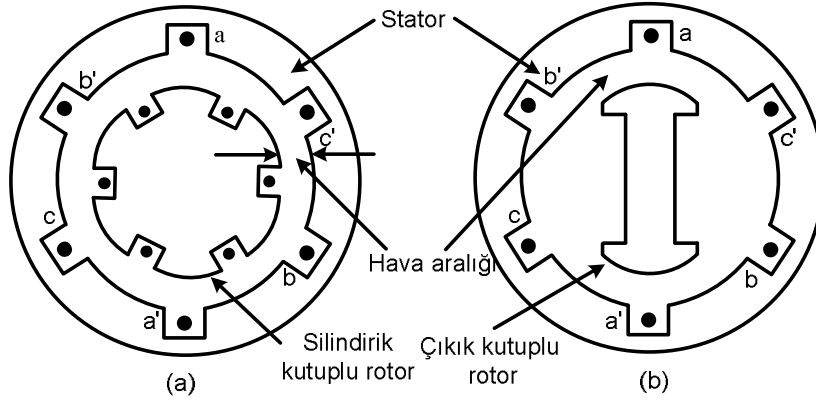 Stator
a
b'
c'
c
b
a'
a
b'
c'
c
b
a'
Hava aralığı
Silindirik
kutuplu rotor
Çıkık kutuplu
rotor
(a)
(b)